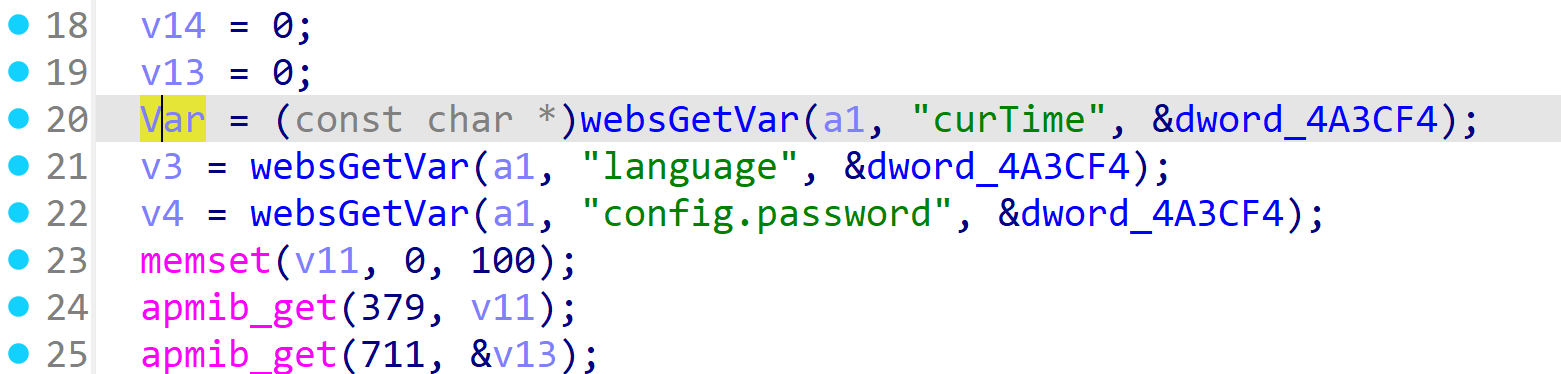 18 v14 = 0;
19 v13 = 0;
20 Var = (const char *)websGetVar(a1, "curTime", &dword_4A3CF4);
21 v3 = websGetVar(a1, "language", &dword_4A3CF4);
22 v4 = websGetVar(a1, "config.password", &dword_4A3CF4);
23 memset(v11, 0, 100);
24 apmib_get(379, v11);
25 apmib_get(711, &v13);